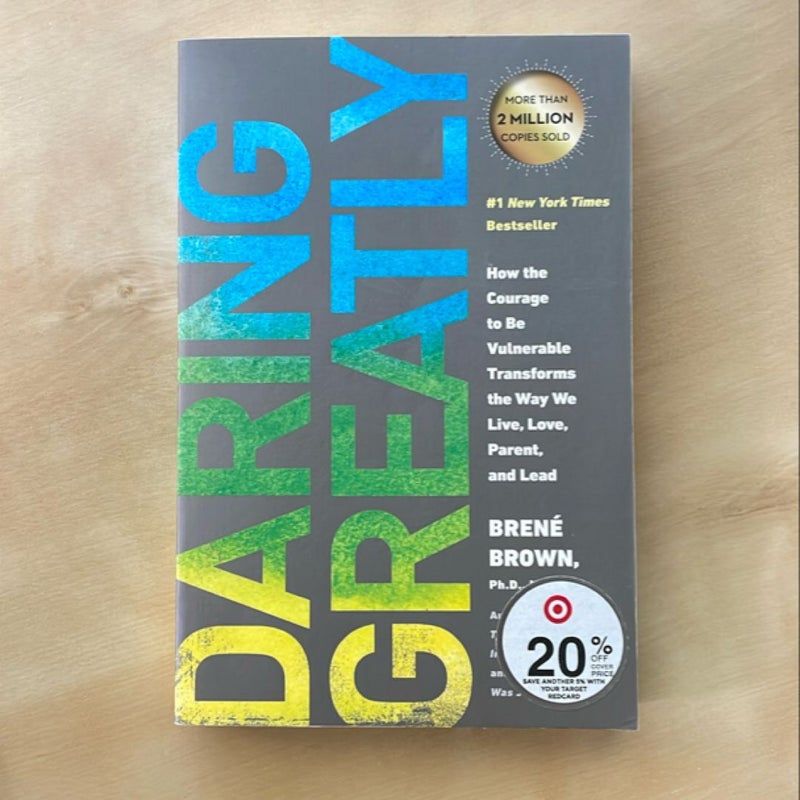 DARING
GREATLY
MORE THAN
2 MILLION
COPIES SOLD
#1 New York Times
Bestseller
How the
Courage
to Be
Vulnerable
Transforms
the Way We
Live, Love,
Parent,
and Lead
BRENÉ
BROWN,
Ph.D.,
Was
20%
OFF
COVER
PRICE
SAVE ANOTHER 5% WITH
YOUR TARGET
REDCARD